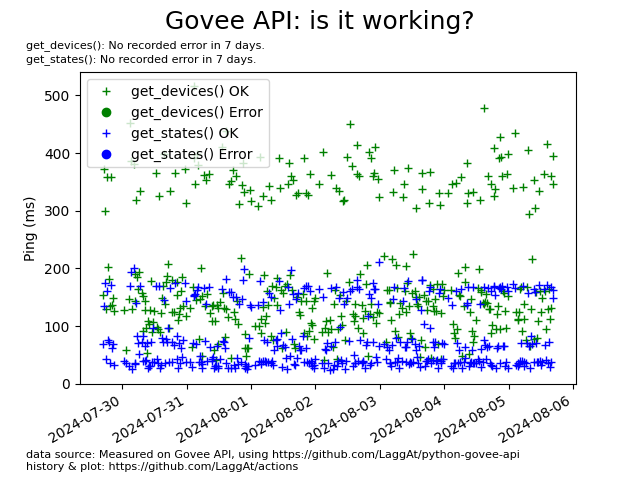 Govee API: is it working?
get_devices(): No recorded error in 7 days.
get_states(): No recorded error in 7 days.
get_devices() OK
get_devices() Error
get_states() OK
get_states() Error
Ping (ms)
500
400
300
200
100
0
2024-07-30
2024-07-31
2024-08-01
2024-08-02
2024-08-03
2024-08-04
2024-08-05
2024-08-06
data source: Measured on Govee API, using https://github.com/LaggAt/python-govee-api
history & plot: https://github.com/LaggAt/actions